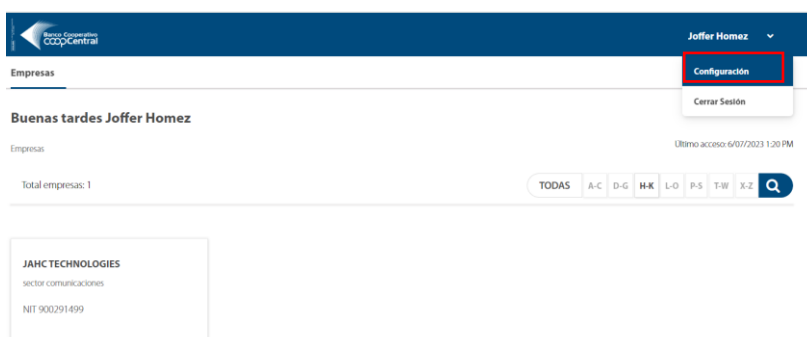 Banco Cooperativo
coopCentral
Joffer Homez
Empresas
Configuración
Cerrar Sesión
Buenas tardes Joffer Homez
Empresas
Ultimo acceso: 6/07/2023 1:20 PM
Total empresas: 1
TODAS A-C D-G H-K L-O P-S T-W X-Z
JAHC TECHNOLOGIES
sector comunicaciones
NIT 900291499